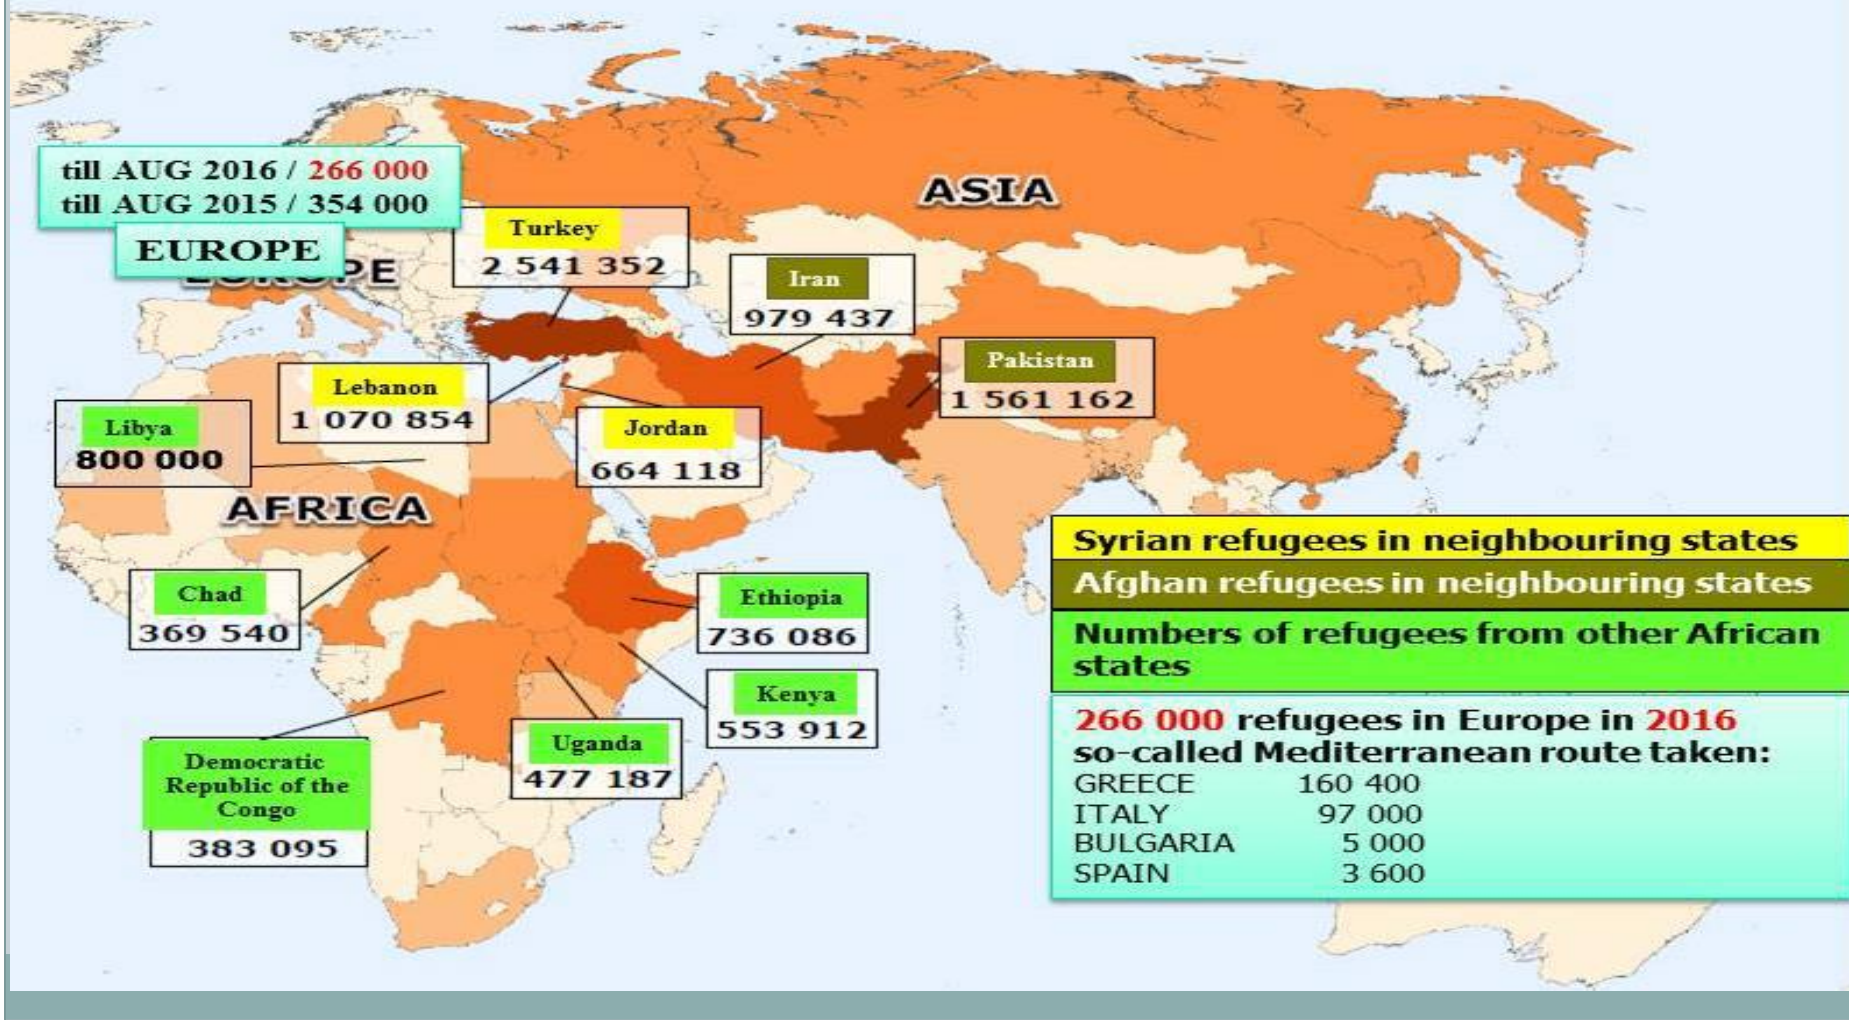 till AUG 2016 / 266 000
till AUG 2015 / 354 000
EUROPE
EUROPE
ASIA
Turkey
2 541 352
Iran
979 437
Pakistan
1 561 162
Lebanon
1 070 854
Jordan
664 118
Libya
800 000
AFRICA
Chad
369 540
Ethiopia
736 086
Kenya
553 912
Uganda
477 187
Democratic
Republic of the
Congo
383 095
Syrian refugees in neighbouring states
Afghan refugees in neighbouring states
Numbers of refugees from other African
states
266 000 refugees in Europe in 2016
so-called Mediterranean route taken:
GREECE 160 400
ITALY 97 000
BULGARIA 5 000
SPAIN 3 600